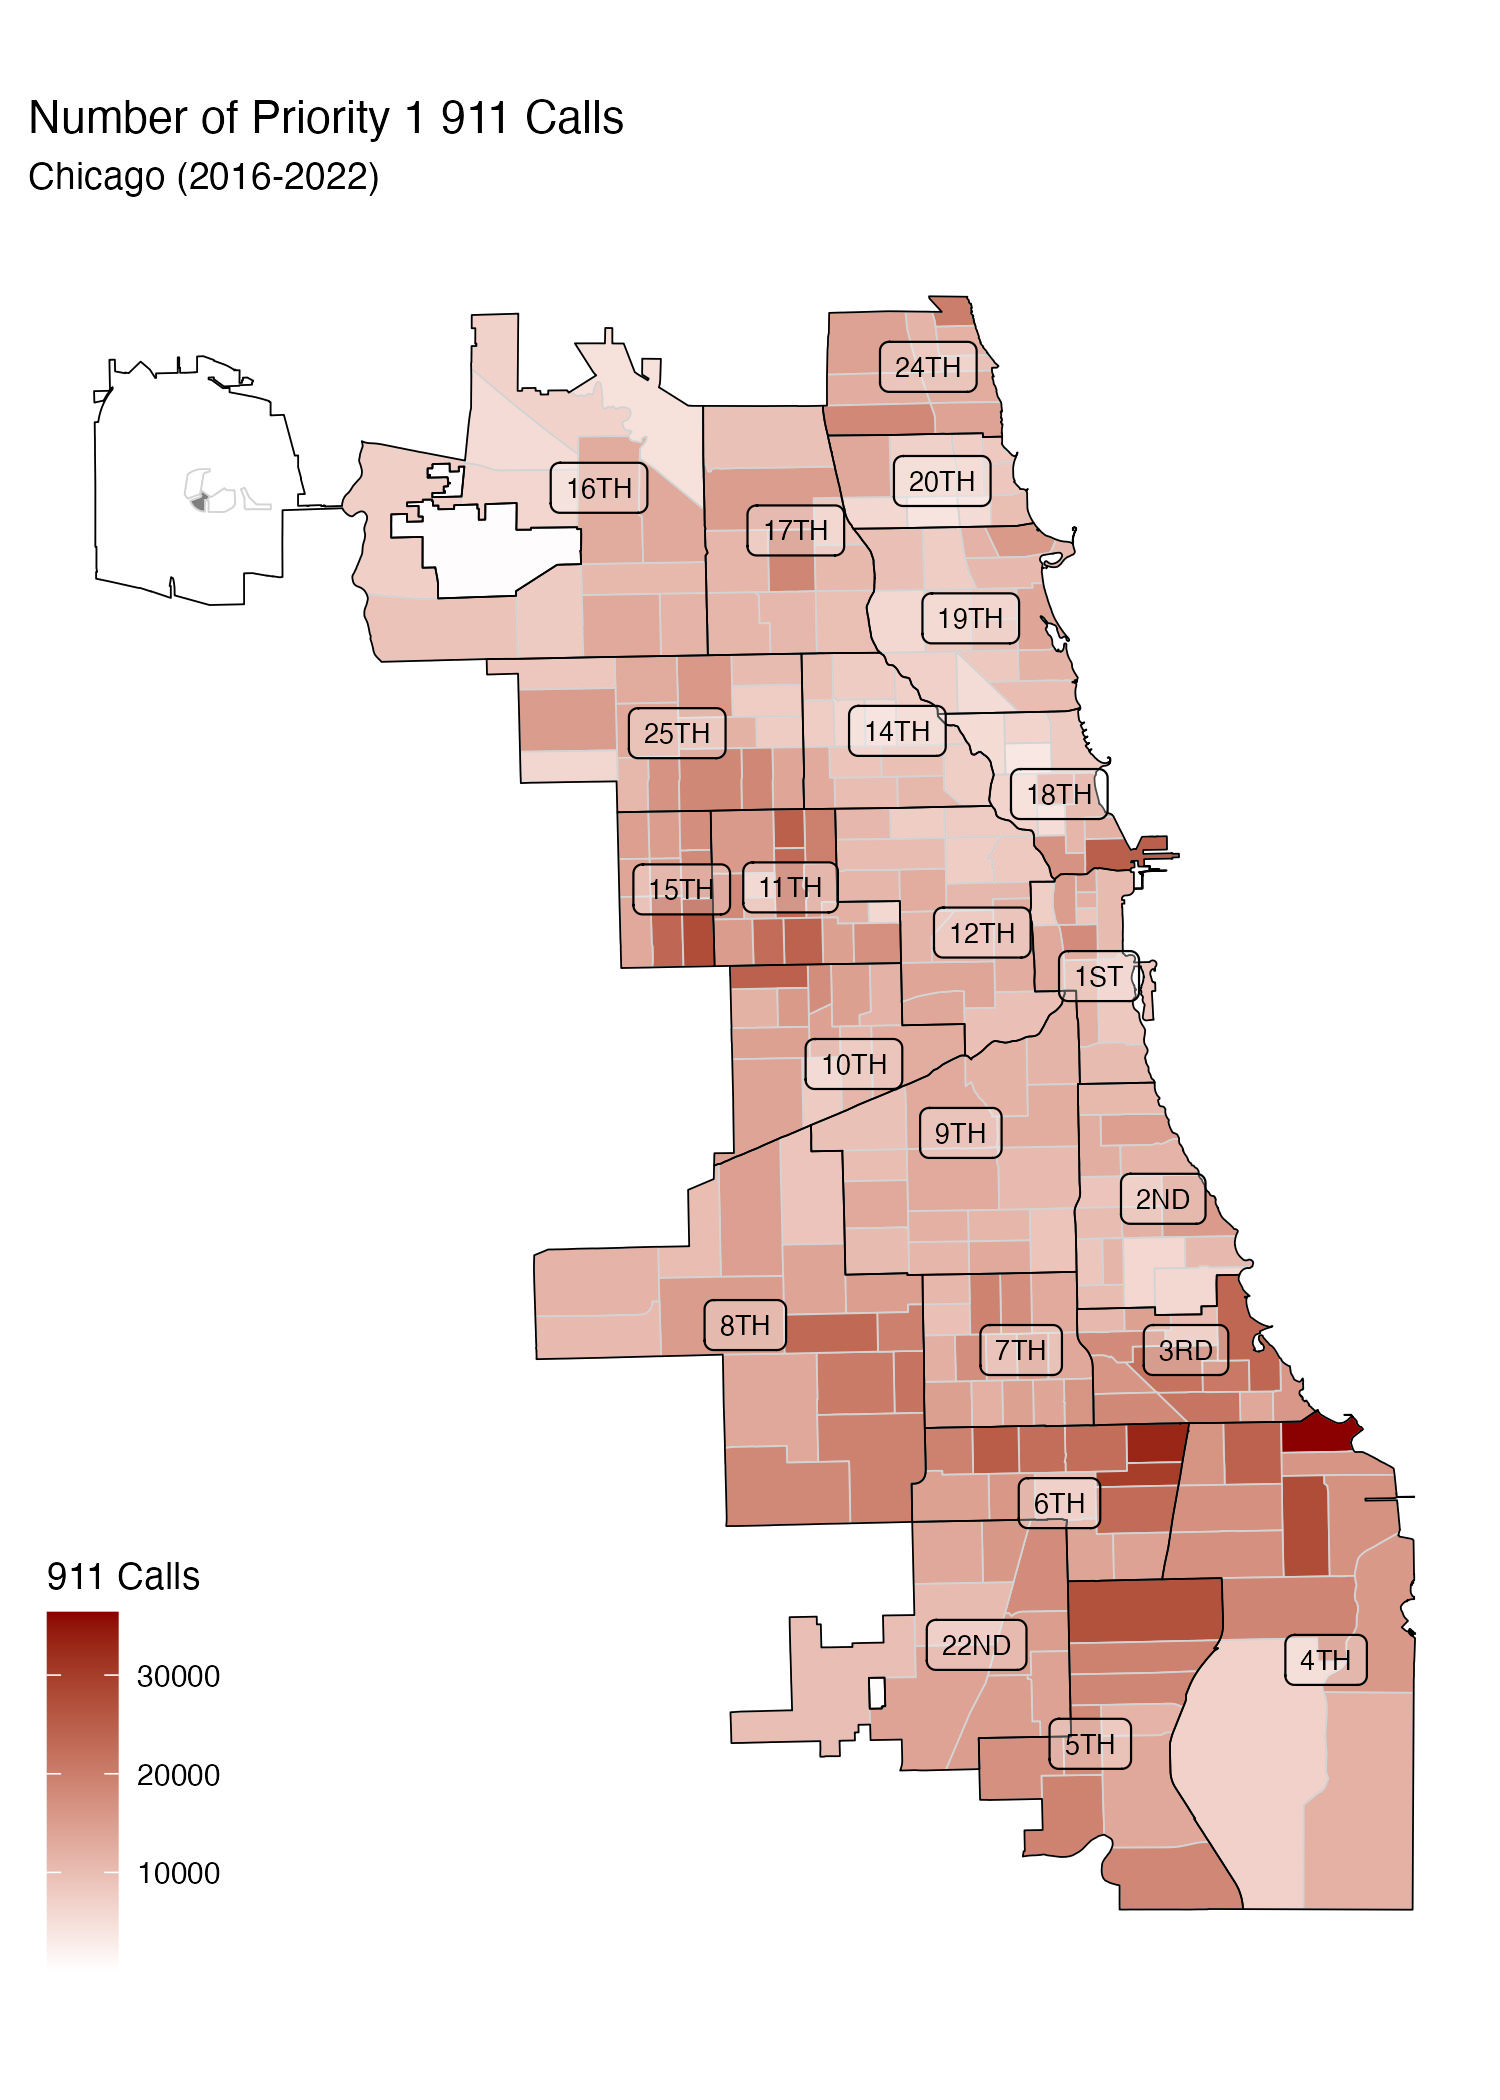 Number of Priority 1 911 Calls
Chicago (2016-2022)
24TH
20TH
16TH
17TH
19TH
14TH
25TH
18TH
15TH
11TH
12TH
1ST
10TH
9TH
2ND
8TH
7TH
3RD
6TH
22ND
4TH
5TH
911 Calls
30000
20000
10000